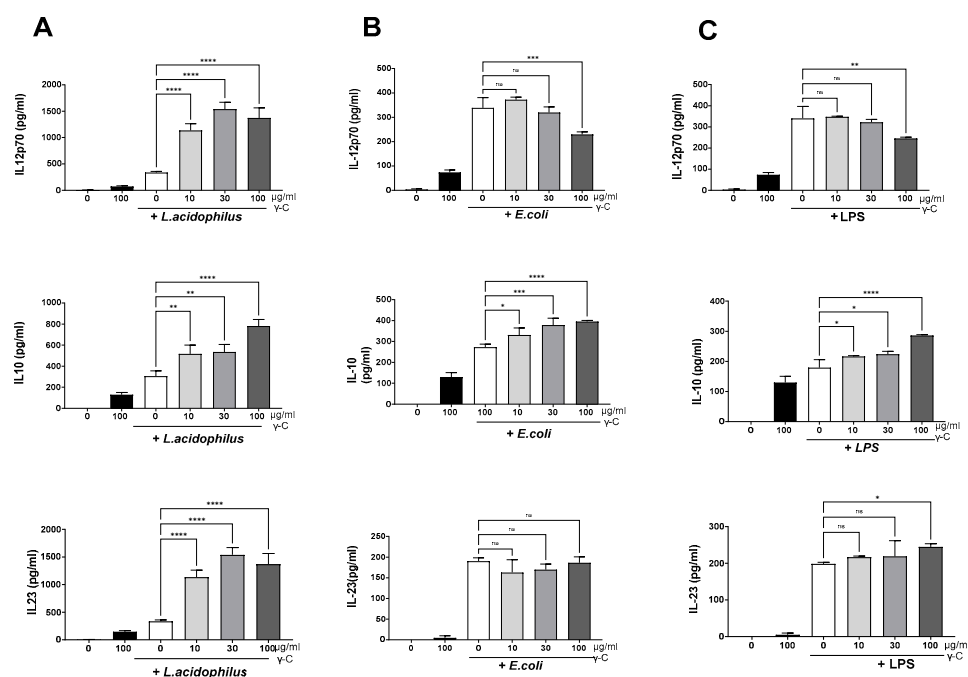 A
B
C
IL12p70 (pg/ml)
2000
1500
1000
500
0
****
****
****
0 100 0 10 30 100 µg/ml
γ-C
+ L.acidophilus
IL-12p70 (pg/ml)
500
400
300
200
100
0
***
ns
ns
0 100 0 10 30 100 µg/ml
γ-C
+ E.coli
IL-12p70 (pg/ml)
500
400
300
200
100
0
**
ns
ns
0 100 0 10 30 100 µg/ml
γ-C
+ LPS
IL10 (pg/ml)
1000
800
600
400
200
0
****
**
**
0 100 0 10 30 100 µg/ml
γ-C
+ L.acidophilus
IL-10
(pg/ml)
400
300
200
100
0
****
***
*
0 100 100 10 30 100 µg/ml
γ-C
+ E.coli
IL-10 (pg/ml)
400
300
200
100
0
****
*
*
0 100 0 10 30 100 µg/ml
γ-C
+ LPS
IL23 (pg/ml)
2000
1500
1000
500
0
****
****
****
0 100 0 10 30 100 µg/ml
γ-C
+ L.acidophilus
IL-23(pg/ml)
250
200
150
100
50
0
ns
ns
ns
0 100 0 10 30 100 µg/ml
γ-C
+ E.coli
IL-23 (pg/ml)
300
200
100
0
*
ns
ns
0 100 0 10 30 100 µg/ml
γ-C
+ LPS